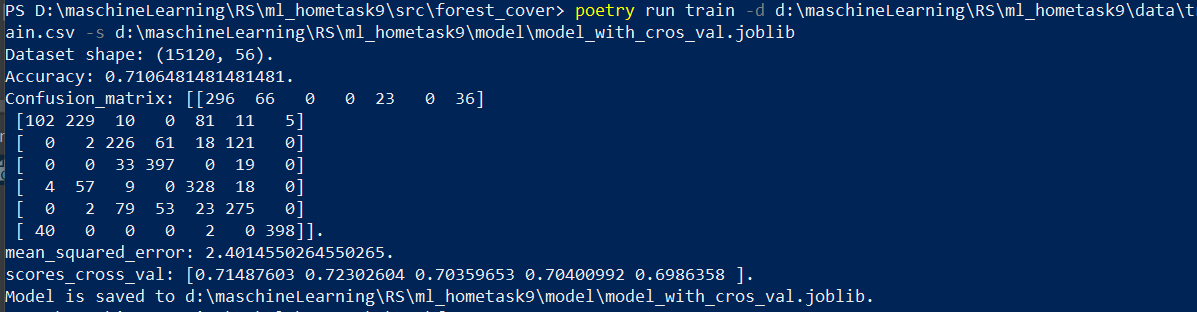 PS D:\maschineLearning\RS\ml_hometask9\src\forest_cover> poetry run train -d d:\maschineLearning\RS\ml_hometask9\data\tr
ain.csv -s d:\maschineLearning\RS\ml_hometask9\model\model_with_cros_val.joblib
Dataset shape: (15120, 56).
Accuracy: 0.7106481481481481.
Confusion_matrix: [[296  66   0   0  23   0  36]
 [102 229  10   0  81  11   5]
 [  0   2 226  61  18 121   0]
 [  0   0  33 397   0  19   0]
 [  4  57   9   0 328  18   0]
 [  0   2  79  53  23 275   0]
 [ 40   0   0   0   2   0 398]].
mean_squared_error: 2.4014550264550265.
scores_cross_val: [0.71487603 0.72302604 0.70359653 0.70400992 0.6986358 ].
Model is saved to d:\maschineLearning\RS\ml_hometask9\model\model_with_cros_val.joblib.